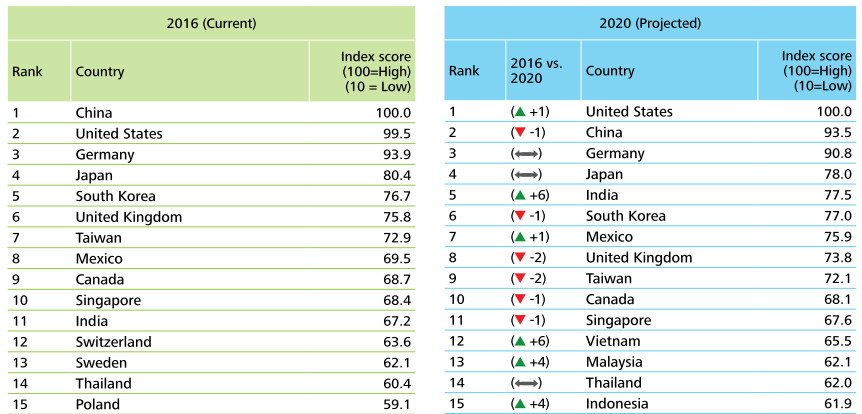 2016 (Current)
Rank Country Index score
(100=High)
(10 = Low)
1 China 100.0
2 United States 99.5
3 Germany 93.9
4 Japan 80.4
5 South Korea 76.7
6 United Kingdom 75.8
7 Taiwan 72.9
8 Mexico 69.5
9 Canada 68.7
10 Singapore 68.4
11 India 67.2
12 Switzerland 63.6
13 Sweden 62.1
14 Thailand 60.4
15 Poland 59.1
2020 (Projected)
Rank 2016 vs.
2020 Country Index score
(100=High)
(10=Low)
1 (▲ +1) United States 100.0
2 (▼ -1) China 93.5
3 (↔) Germany 90.8
4 (↔) Japan 78.0
5 (▲ +6) India 77.5
6 (▼ -1) South Korea 77.0
7 (▲ +1) Mexico 75.9
8 (▼ -2) United Kingdom 73.8
9 (▼ -2) Taiwan 72.1
10 (▼ -1) Canada 68.1
11 (▼ -1) Singapore 67.6
12 (▲ +6) Vietnam 65.5
13 (▲ +4) Malaysia 62.1
14 (↔) Thailand 62.0
15 (▲ +4) Indonesia 61.9